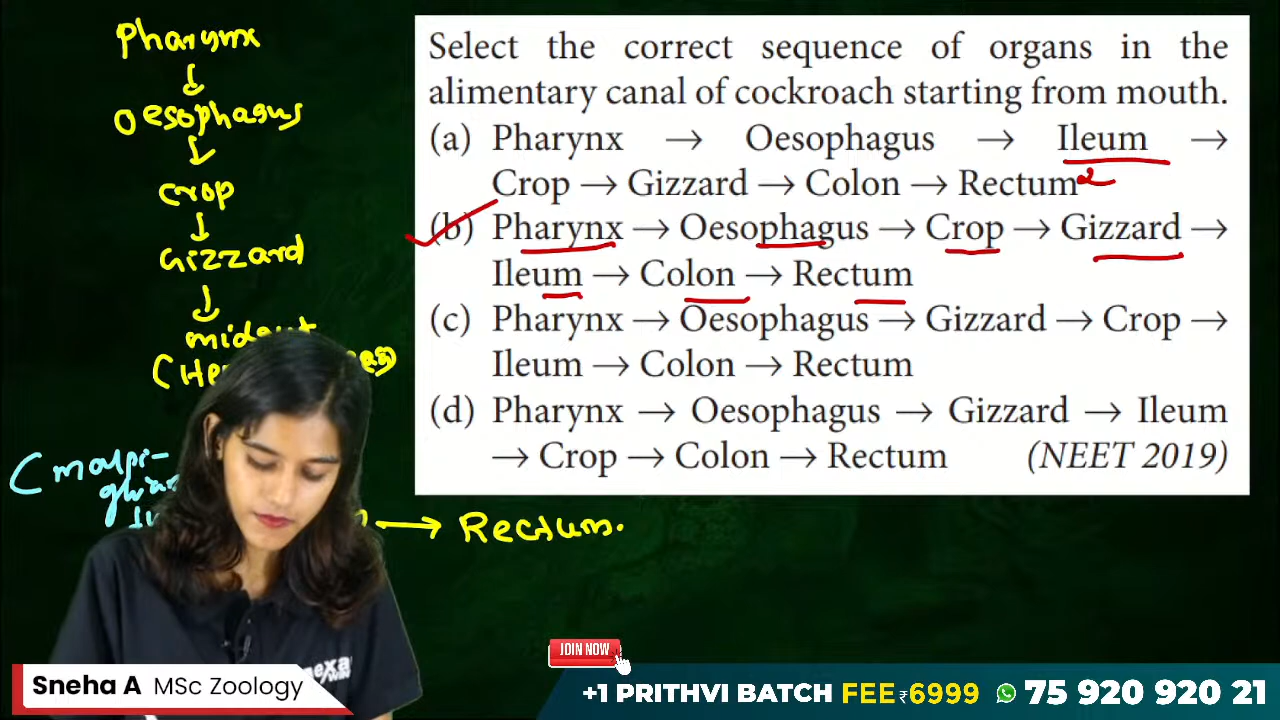 Pharynx
↓
Oesophagus
↓
Crop
↓
Gizzard
↓
midgut
Select the correct sequence of organs in the
alimentary canal of cockroach starting from mouth.
(a) Pharynx → Oesophagus → Ileum →
Crop → Gizzard → Colon → Rectum
(b) Pharynx → Oesophagus → Crop → Gizzard →
Ileum → Colon → Rectum
(c) Pharynx → Oesophagus → Gizzard → Crop →
Ileum → Colon → Rectum
(d) Pharynx → Oesophagus → Gizzard → Ileum
→ Crop → Colon → Rectum (NEET 2019)
→ Rectum.
JOIN NOW
Sneha A MSc Zoology
+1 PRITHVI BATCH FEE ₹6999 75 920 920 21